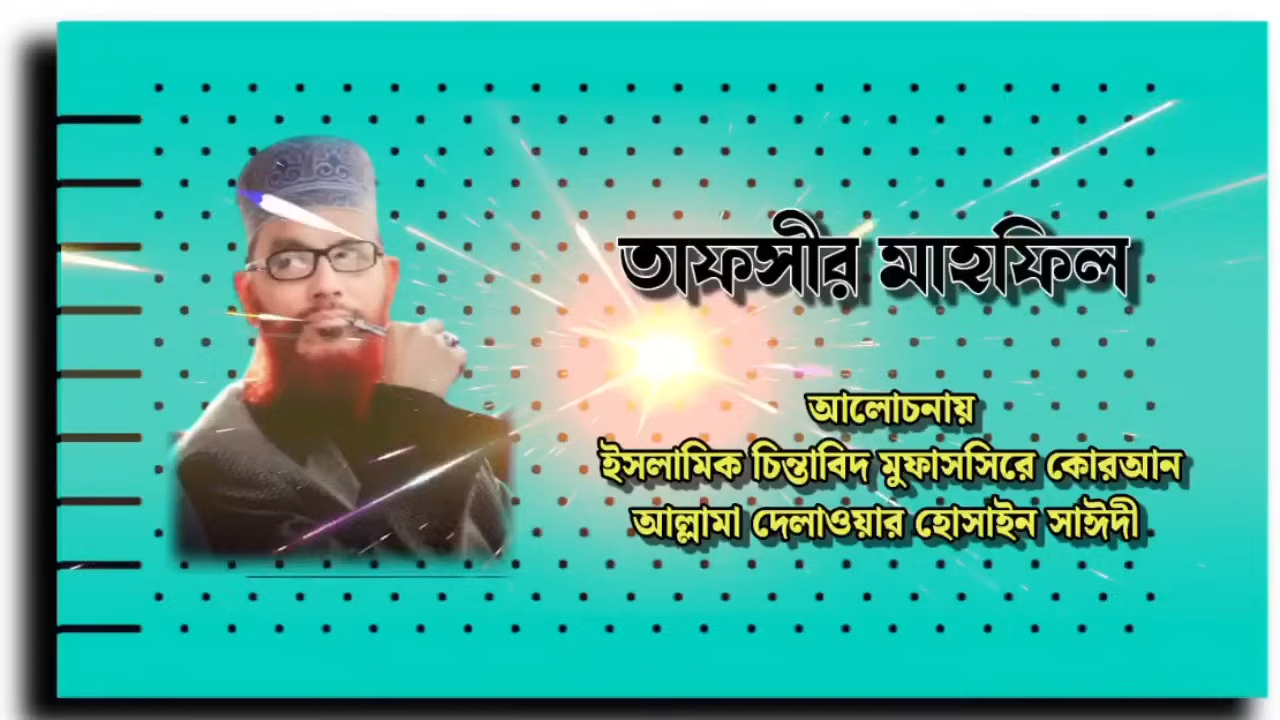 তাফসীর মাহফিল
আলোচনায়
ইসলামিক চিন্তাবিদ মুফাসসিরে কোরআন
আল্লামা দেলাওয়ার হোসাইন সাঈদী